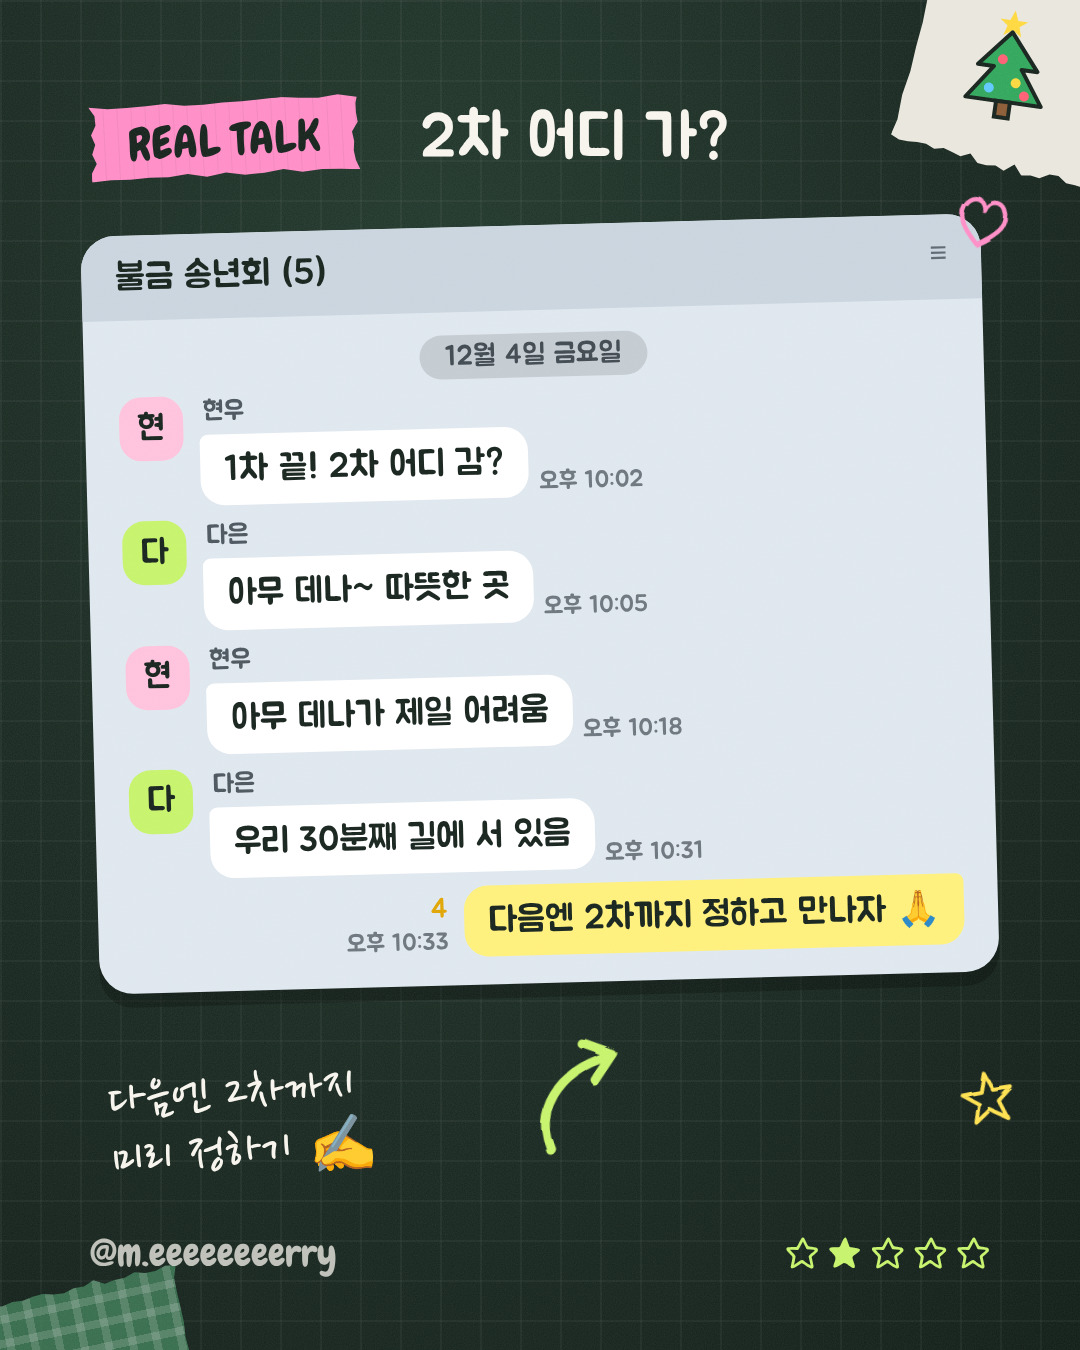 REAL TALK
2차 어디 가?
불금 송년회 (5)
12월 4일 금요일
현
현우
1차 끝! 2차 어디 감?
오후 10:02
다
다은
아무 데나~ 따뜻한 곳
오후 10:05
현
현우
아무 데나가 제일 어려움
오후 10:18
다
다은
우리 30분째 길에 서 있음
오후 10:31
4
오후 10:33
다음엔 2차까지 정하고 만나자 🙏
다음엔 2차까지
미리 정하기 ✍️
@m.eeeeeeeerry